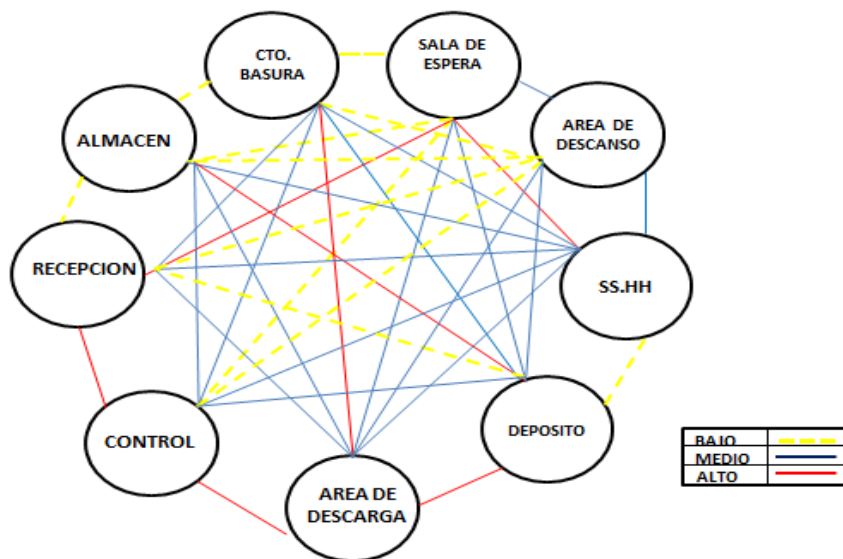 CTO.
BASURA
SALA DE
ESPERA
ALMACEN
AREA DE
DESCANSO
RECEPCION
SS.HH
CONTROL
DEPOSITO
AREA DE
DESCARGA
BAJO
MEDIO
ALTO